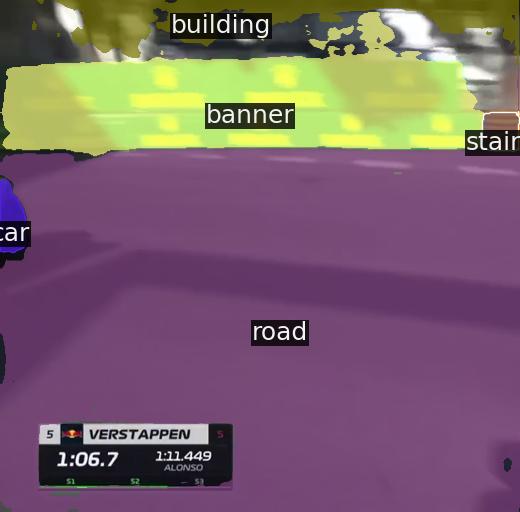 building
banner
stair
car
road
5 VERSTAPPEN 5
1:06.7 1:11.449
ALONSO
S1 S2 S3